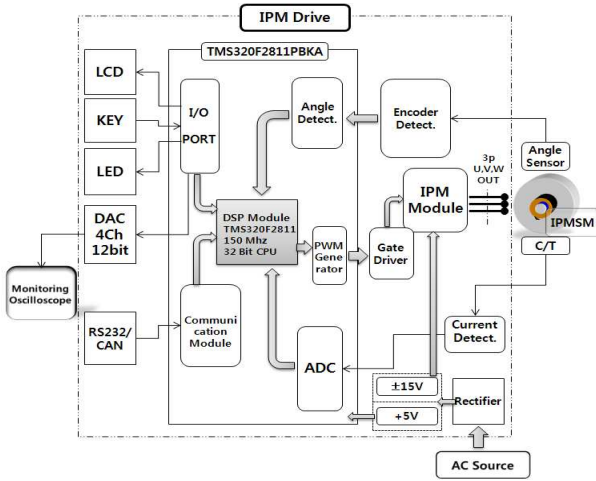 IPM Drive
TMS320F2811PBKA
LCD
KEY
LED
I/O
PORT
Angle
Detect.
Encoder
Detect.
Angle
Sensor
3p
U,V,W
OUT
IPM
Module
IPMSM
C/T
DAC
4Ch
12bit
DSP Module
TMS320F2811
150 Mhz
32 Bit CPU
PWM
Gene
rator
Gate
Driver
Monitoring
Oscilloscope
RS232/
CAN
Communi
cation
Module
ADC
Current
Detect.
±15V
+5V
Rectifier
AC Source